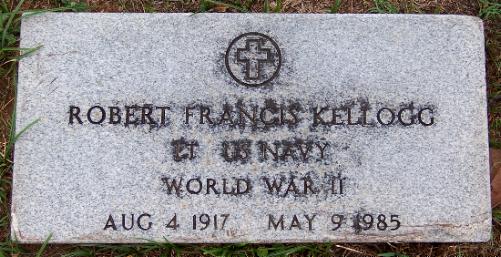 ROBERT FRANCIS KELLOGG
LT US NAVY
WORLD WAR II
AUG 4 1917 MAY 9 1985